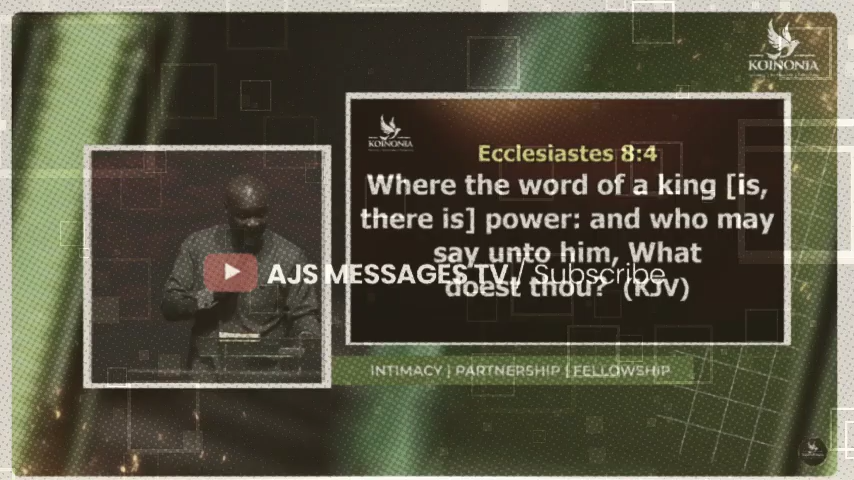 KOINONIA
KOINONIA
Ecclesiastes 8:4
Where the word of a king [is,
there is] power: and who may
say unto him, What
doest thou? (KJV)
AJS MESSAGES TV / Subscribe
INTIMACY | PARTNERSHIP | FELLOWSHIP